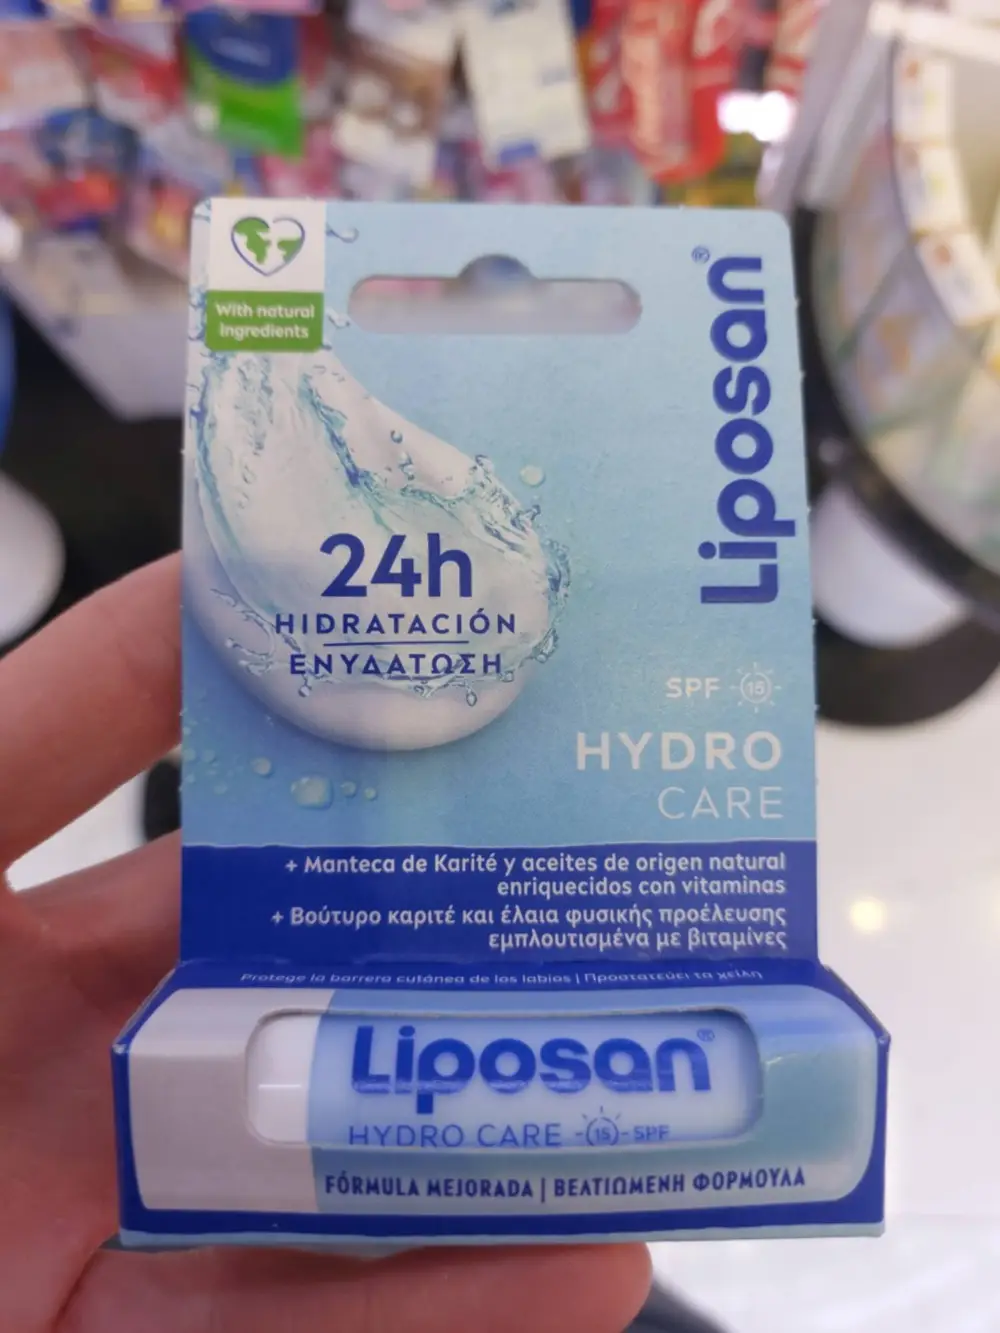 With natural
ingredients
Liposan®
24h
HIDRATACIÓN
ΕΝΥΔΑΤΩΣΗ
SPF 15
HYDRO
CARE
+ Manteca de Karité y aceites de origen natural
enriquecidos con vitaminas
+ Βούτυρο καριτέ και έλαια φυσικής προέλευσης
εμπλουτισμένα με βιταμίνες
Protege la barrera cutánea de los labios | Προστατεύει τα χείλη
Liposan®
HYDRO CARE 15 SPF
FÓRMULA MEJORADA | ΒΕΛΤΙΩΜΕΝΗ ΦΟΡΜΟΥΛΑ